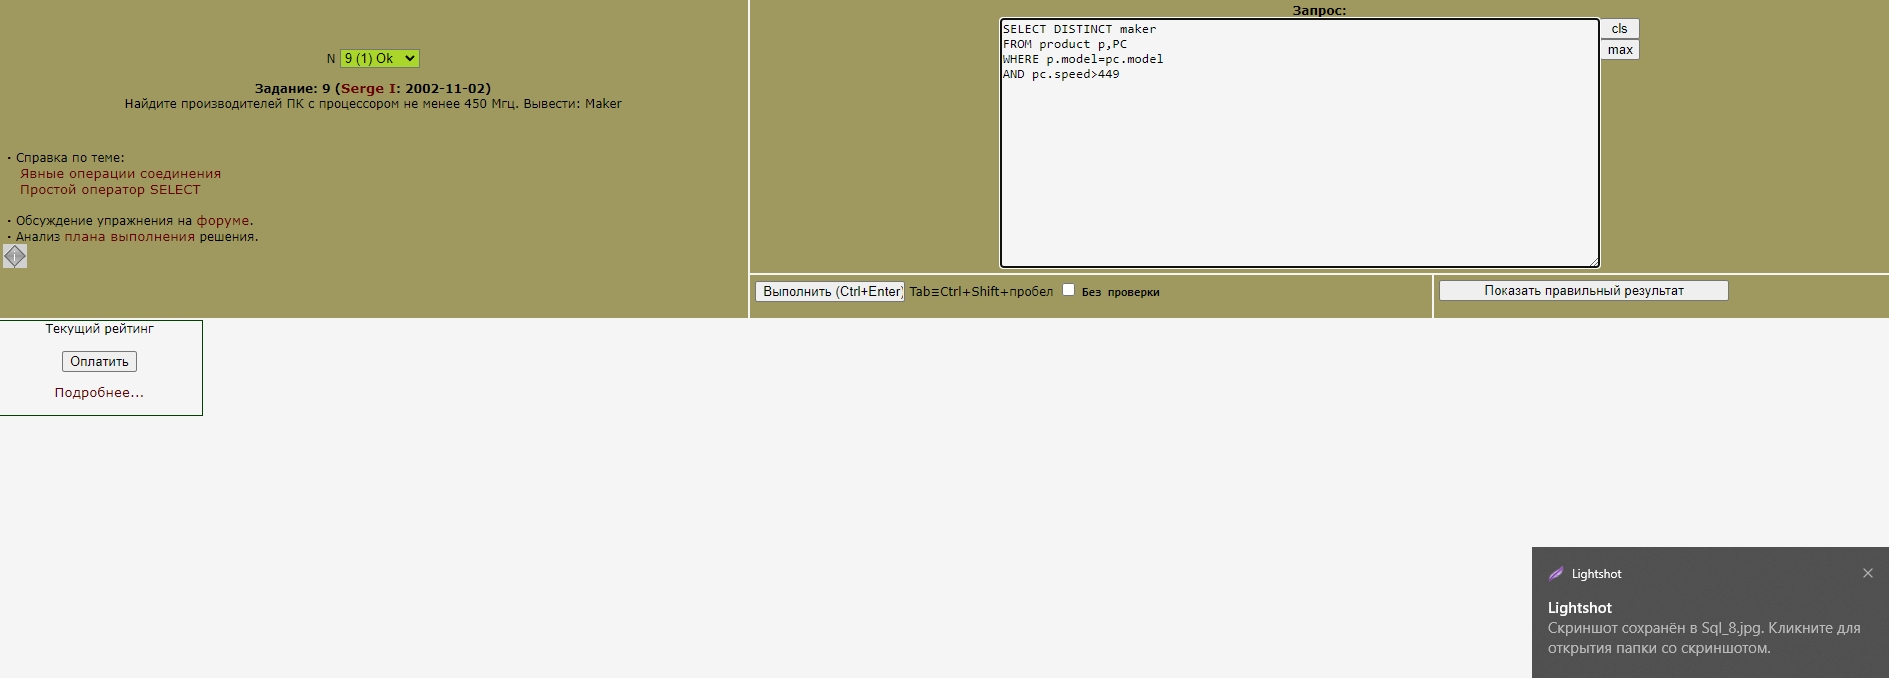 N 9 (1) Ok
Задание: 9 (Serge I: 2002-11-02)
Найдите производителей ПК с процессором не менее 450 Мгц. Вывести: Maker
· Справка по теме:
Явные операции соединения
Простой оператор SELECT
· Обсуждение упражнения на форуме.
· Анализ плана выполнения решения.
Запрос:
SELECT DISTINCT maker
FROM product p,PC
WHERE p.model=pc.model
AND pc.speed>449
cls
max
Выполнить (Ctrl+Enter) Tab≡Ctrl+Shift+пробел Без проверки
Показать правильный результат
Текущий рейтинг
Оплатить
Подробнее...
Lightshot
Lightshot
Скриншот сохранён в Sql_8.jpg. Кликните для
открытия папки со скриншотом.